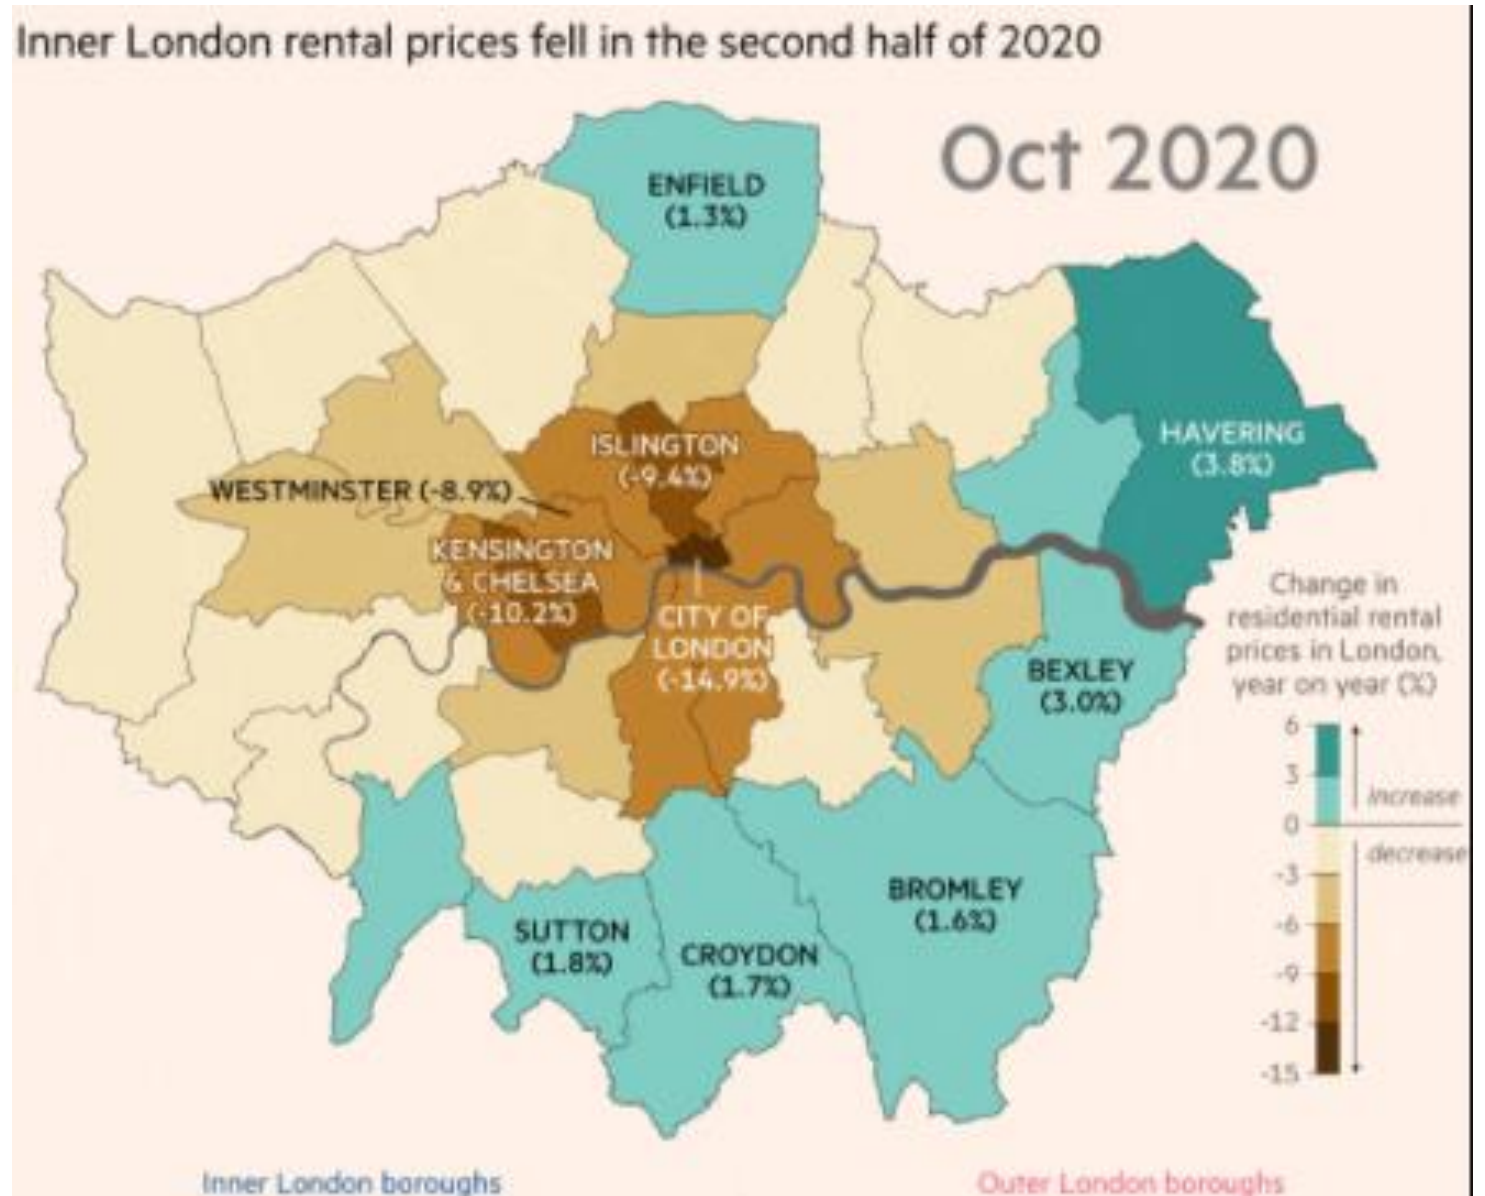 Inner London rental prices fell in the second half of 2020
Oct 2020
ENFIELD
(1.3%)
HAVERING
(3.8%)
ISLINGTON
(-9.4%)
WESTMINSTER (-8.9%)
KENSINGTON
& CHELSEA
(-10.2%)
CITY OF
LONDON
(-14.9%)
BEXLEY
(3.0%)
BROMLEY
(1.6%)
SUTTON
(1.8%)
CROYDON
(1.7%)
Change in
residential rental
prices in London,
year on year (%)
6
3
increase
0
decrease
-3
-6
-9
-12
-15
Inner London boroughs
Outer London boroughs